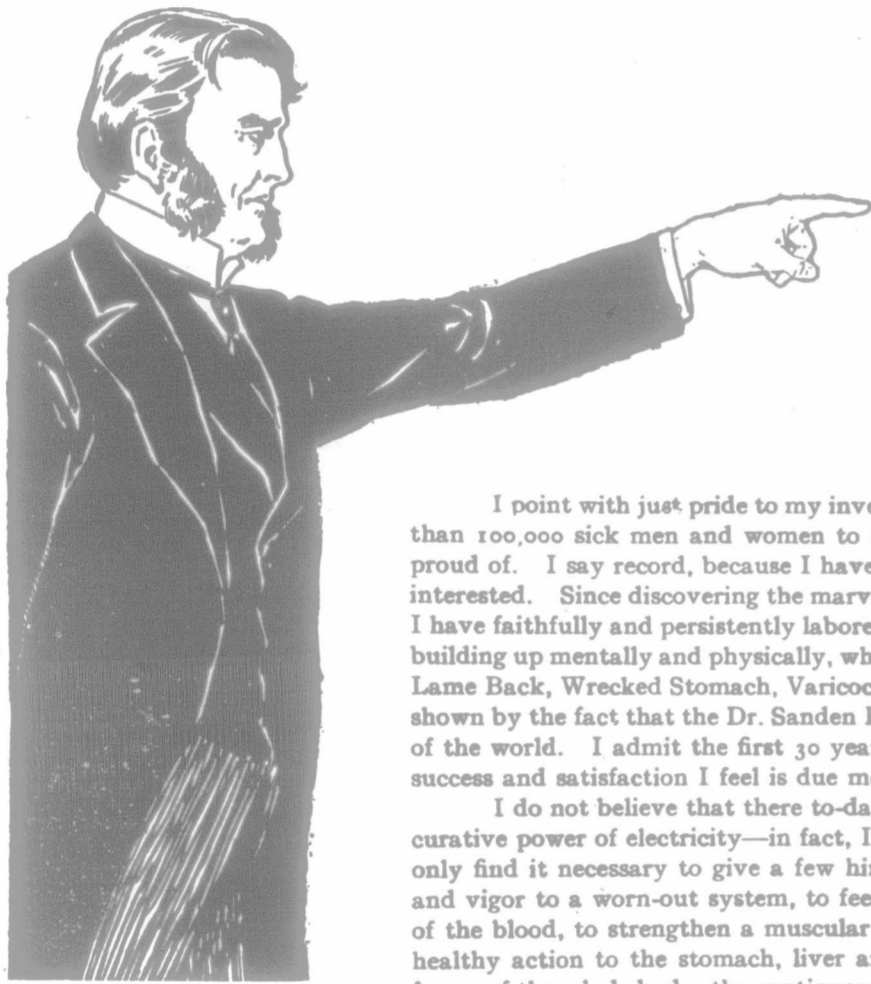 I point with just pride to my inve
than 100,000 sick men and women to
proud of. I say record, because I have
interested. Since discovering the marv
I have faithfully and persistently labore
building up mentally and physically, wh
Lame Back, Wrecked Stomach, Varicoc
shown by the fact that the Dr. Sanden
of the world. I admit the first 30 yea
success and satisfaction I feel is due m
I do not believe that there to-da
curative power of electricity—in fact, I
only find it necessary to give a few hin
and vigor to a worn-out system, to fee
of the blood, to strengthen a muscular
healthy action to the stomach, liver a